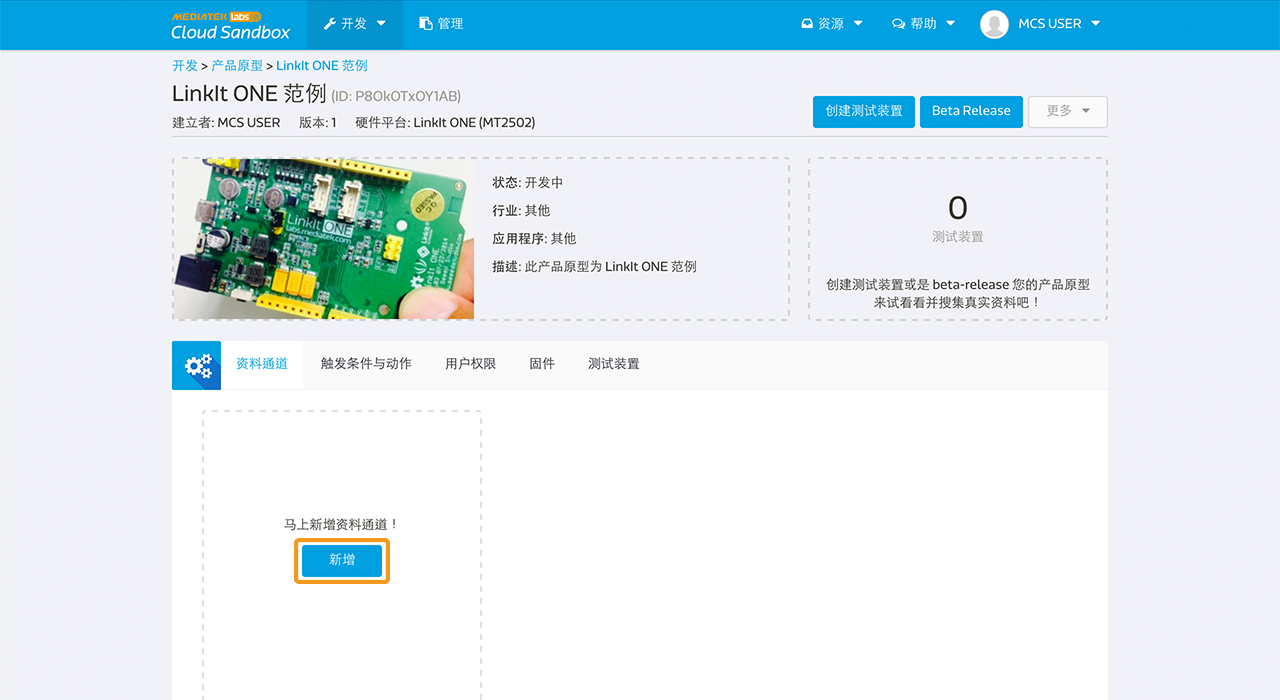 MEDIATEK labs
Cloud Sandbox
开发
管理
资源
帮助
MCS USER
开发 > 产品原型 > LinkIt ONE 范例
LinkIt ONE 范例 (ID: P8OkOTxOY1AB)
建立者: MCS USER 版本: 1 硬件平台: LinkIt ONE (MT2502)
创建测试装置
Beta Release
更多
LinkIt ONE
labs.mediatek.com
QC
PASSED
状态: 开发中
行业: 其他
应用程序: 其他
描述: 此产品原型为 LinkIt ONE 范例
0
测试装置
创建测试装置或是 beta-release 您的产品原型
来试看看并搜集真实资料吧！
资料通道
触发条件与动作
用户权限
固件
测试装置
马上新增资料通道！
新增